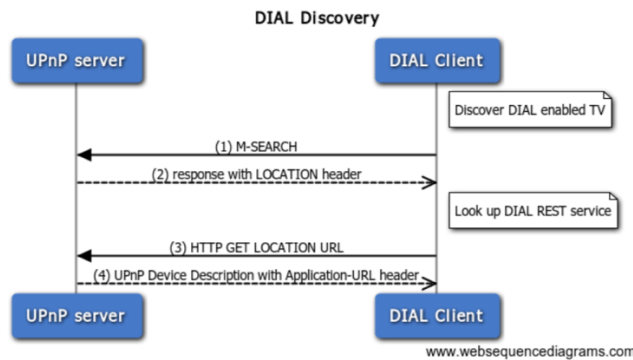 DIAL Discovery
UPnP server
DIAL Client
Discover DIAL enabled TV
(1) M-SEARCH
(2) response with LOCATION header
Look up DIAL REST service
(3) HTTP GET LOCATION URL
(4) UPnP Device Description with Application-URL header
UPnP server
DIAL Client
www.websequencediagrams.com